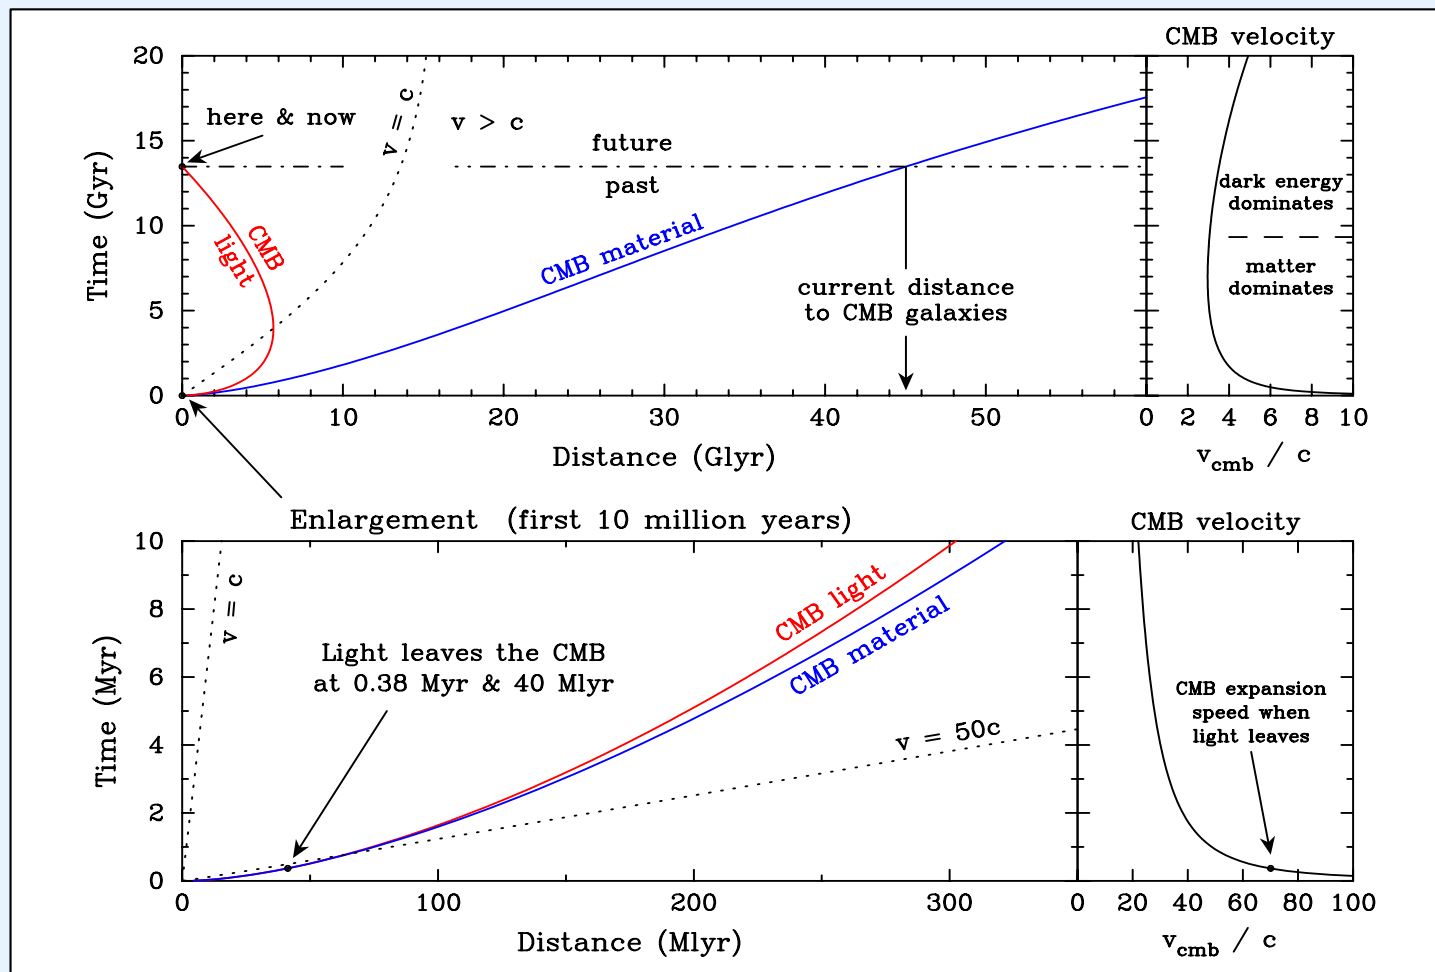 CMB velocity
20
15
10
5
0
Time (Gyr)
here & now
v = c
v > c
future
past
CMB
light
CMB material
current distance
to CMB galaxies
dark energy
dominates
matter
dominates
0
10
20
30
40
50
0
2
4
6
8
10
Distance (Glyr)
v_cmb / c
Enlargement (first 10 million years)
CMB velocity
10
8
6
4
2
0
Time (Myr)
v = c
Light leaves the CMB
at 0.38 Myr & 40 Mlyr
CMB light
CMB material
v = 50c
CMB expansion
speed when
light leaves
0
100
200
300
0
20
40
60
80
100
Distance (Mlyr)
v_cmb / c